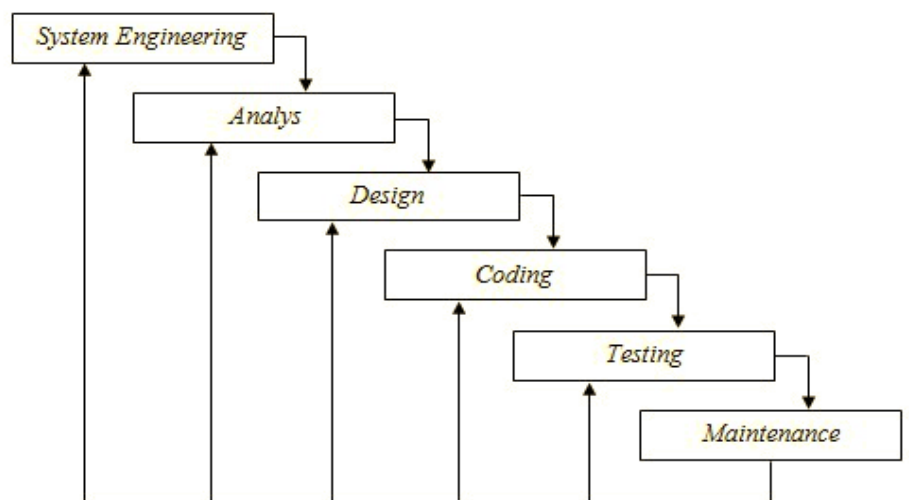 System Engineering
Analys
Design
Coding
Testing
Maintenance